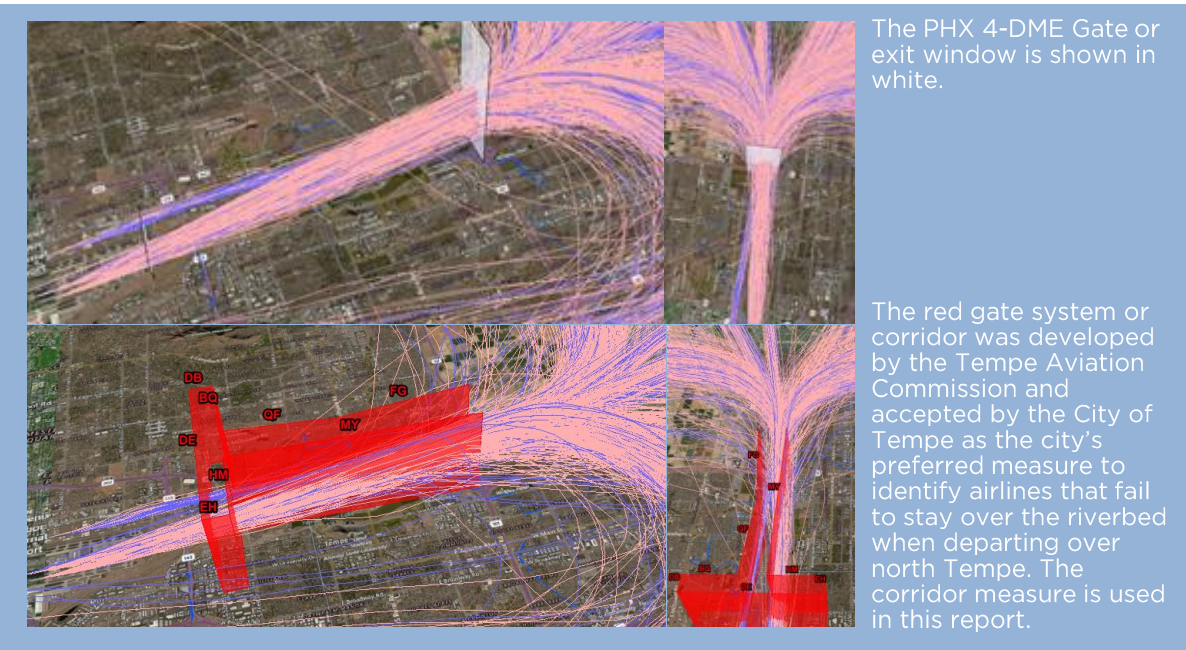 The PHX 4-DME Gate or
exit window is shown in
white.
DB
BQ
FG
QF
MY
DE
HM
EH
FG
MY
QF
HM
EH
The red gate system or
corridor was developed
by the Tempe Aviation
Commission and
accepted by the City of
Tempe as the city’s
preferred measure to
identify airlines that fail
to stay over the riverbed
when departing over
north Tempe. The
corridor measure is used
in this report.